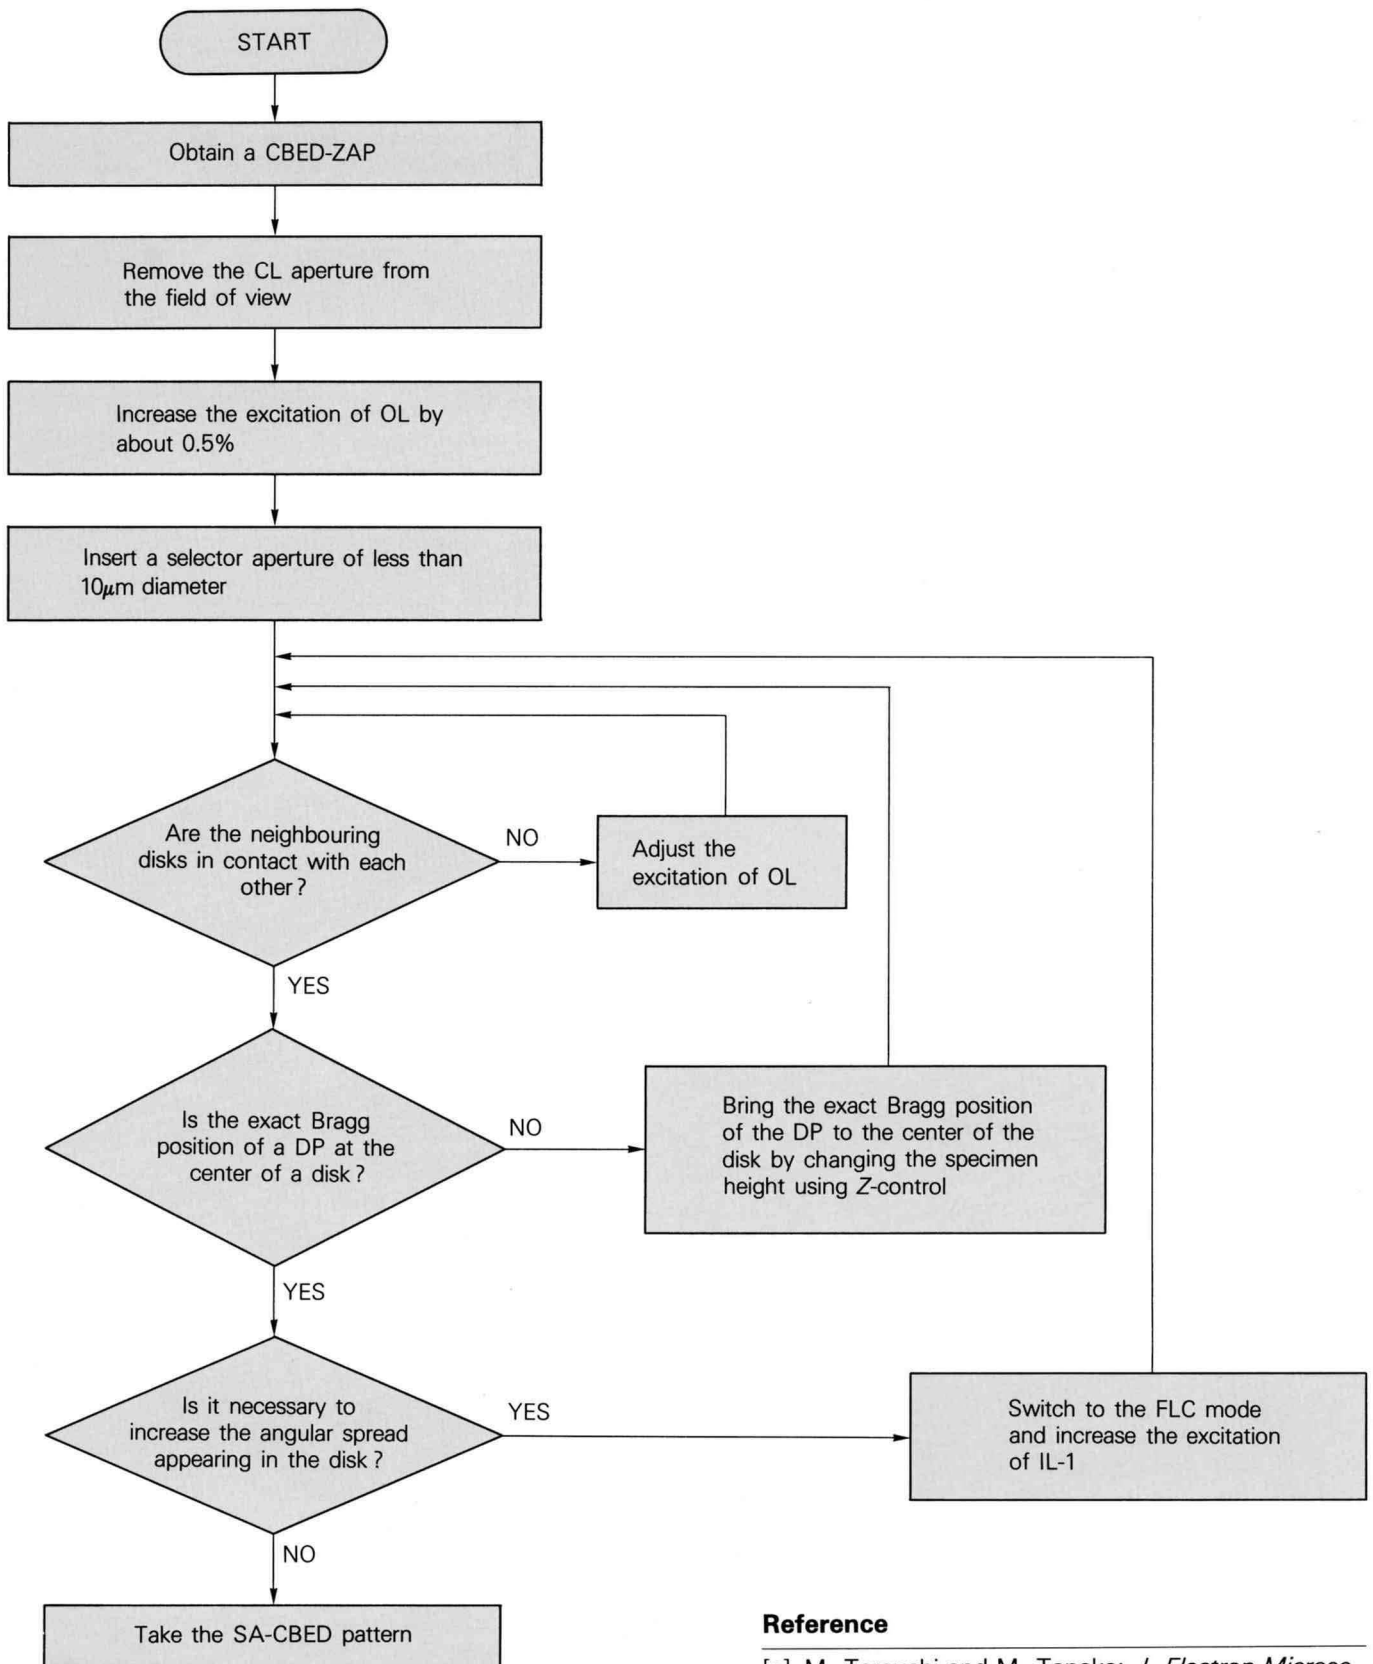 START
Obtain a CBED-ZAP
Remove the CL aperture from
the field of view
Increase the excitation of OL by
about 0.5%
Insert a selector aperture of less than
10μm diameter
Are the neighbouring
disks in contact with each
other?
NO
Adjust the
excitation of OL
YES
Is the exact Bragg
position of a DP at the
center of a disk?
NO
Bring the exact Bragg position
of the DP to the center of the
disk by changing the specimen
height using Z-control
YES
Is it necessary to
increase the angular spread
appearing in the disk?
YES
Switch to the FLC mode
and increase the excitation
of IL-1
NO
Take the SA-CBED pattern
Reference
M. Terauchi and M. Tanaka: J. Electron Microsc.